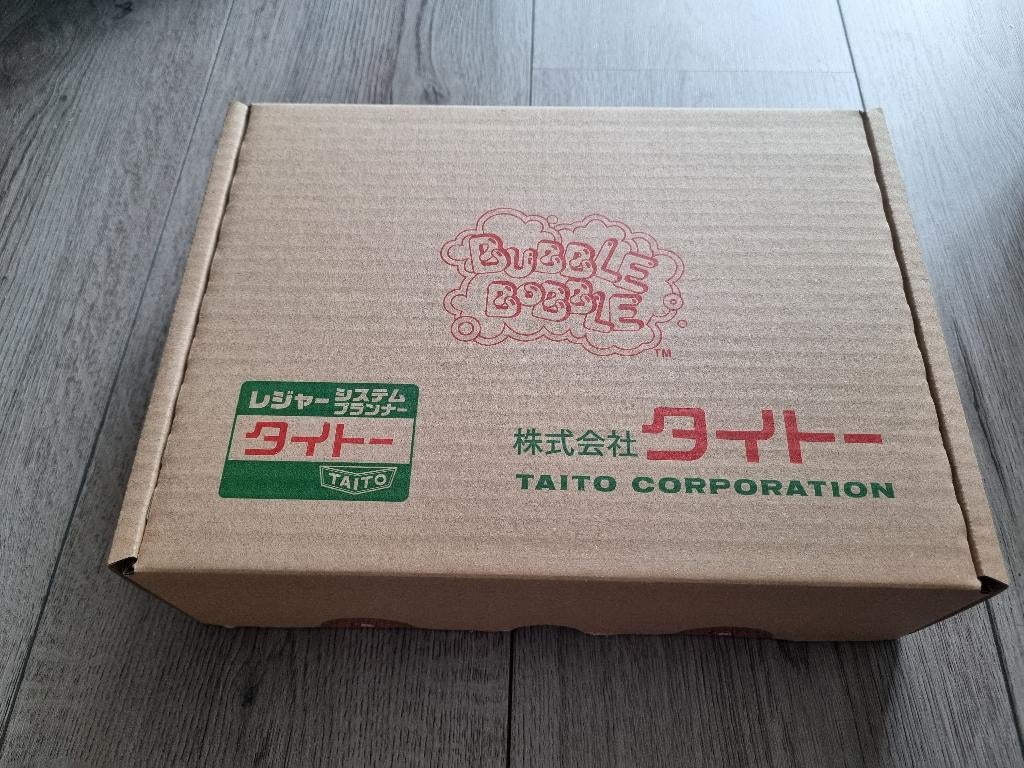 BUBBLE
BOBBLE
TM
レジャーシステム
プランナー
タイトー
TAITO
株式会社タイトー
TAITO CORPORATION